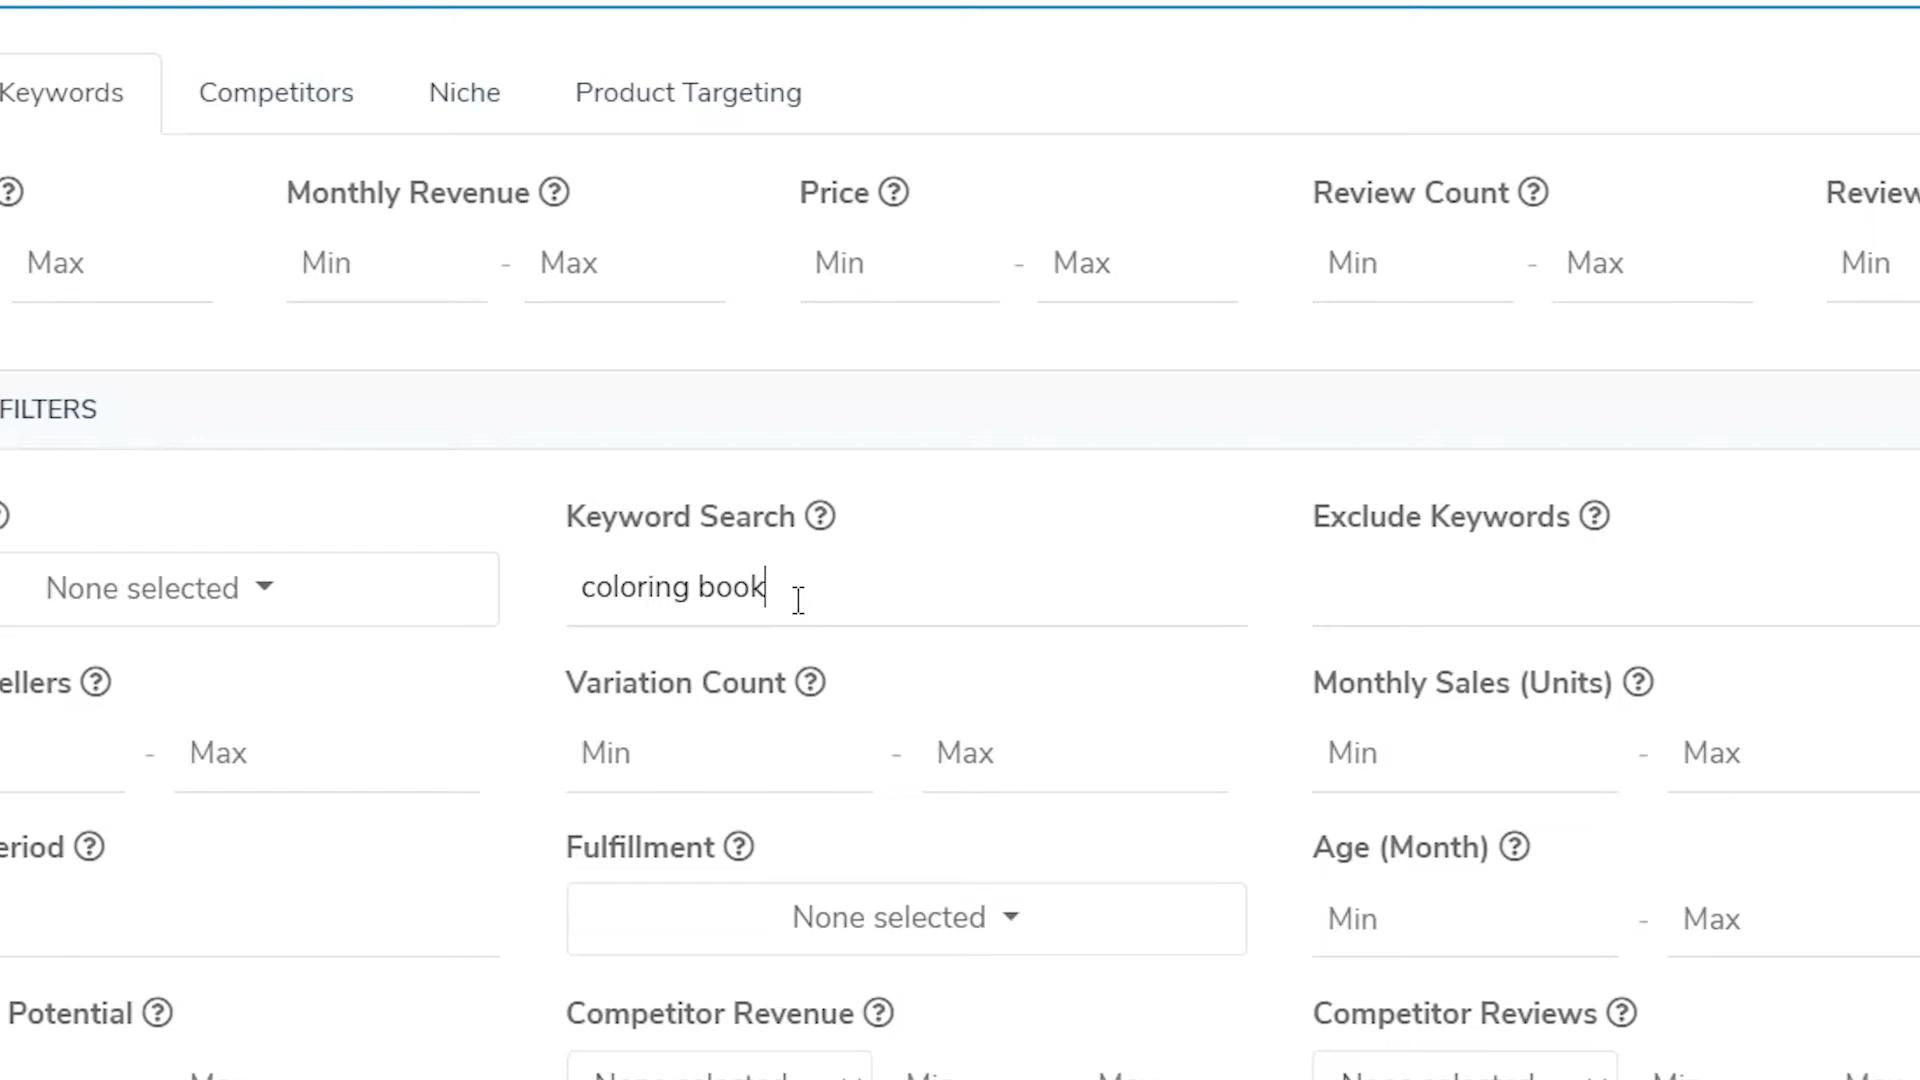 Keywords Competitors Niche Product Targeting
Monthly Revenue Price Review Count Review
Max Min - Max Min - Max Min - Max Min
FILTERS
Keyword Search Exclude Keywords
None selected coloring book
ellers Variation Count Monthly Sales (Units)
- Max Min - Max Min - Max
eriod Fulfillment Age (Month)
None selected Min - Max
Potential Competitor Revenue Competitor Reviews